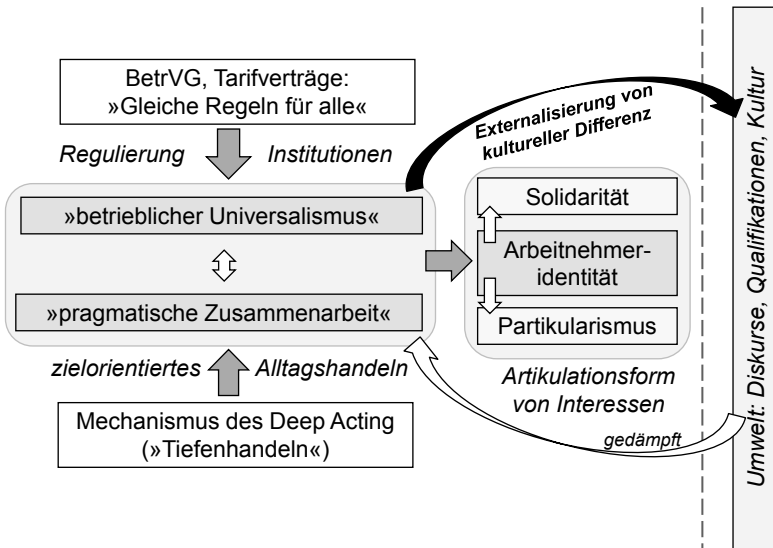 BetrVG, Tarifverträge:
»Gleiche Regeln für alle«
Regulierung Institutionen
»betrieblicher Universalismus«
»pragmatische Zusammenarbeit«
zielorientiertes Alltagshandeln
Mechanismus des Deep Acting
(»Tiefenhandeln«)
Externalisierung von
kultureller Differenz
Solidarität
Arbeitnehmer-
identität
Partikularismus
Artikulationsform
von Interessen
gedämpft
Umwelt: Diskurse, Qualifikationen, Kultur